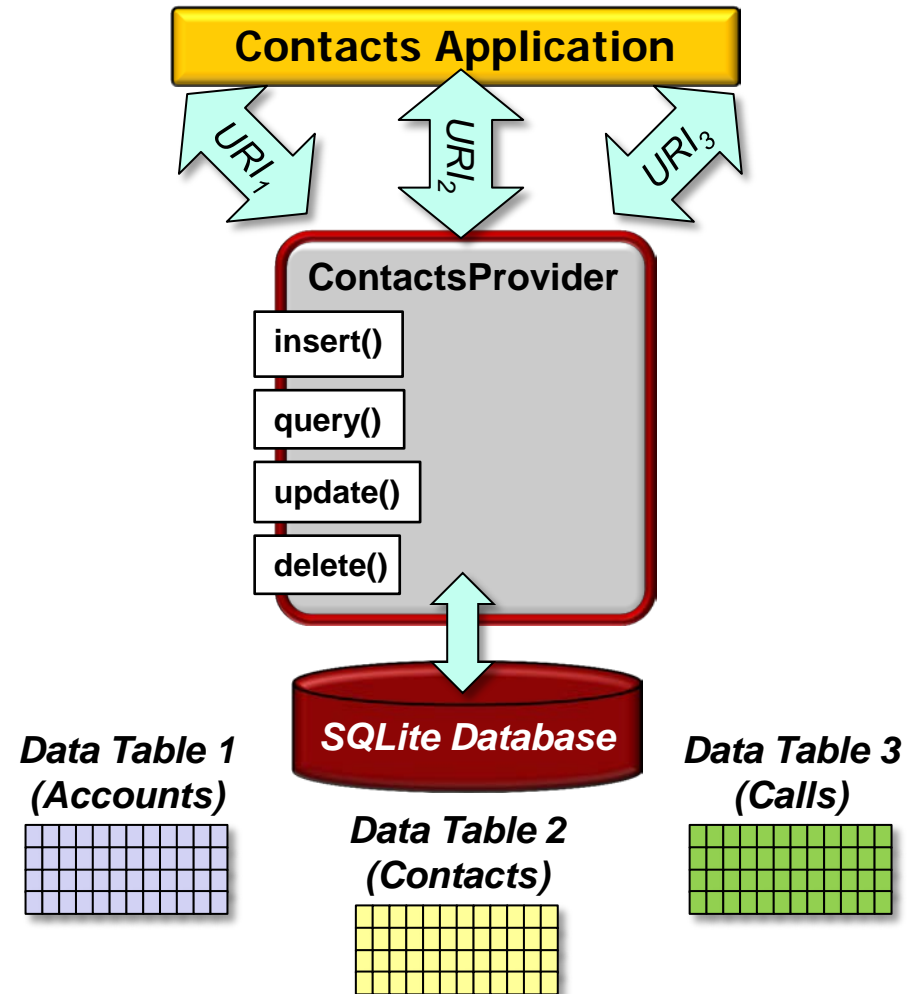 Contacts Application
URI1
URI2
URI3
ContactsProvider
insert()
query()
update()
delete()
SQLite Database
Data Table 1
(Accounts)
Data Table 2
(Contacts)
Data Table 3
(Calls)